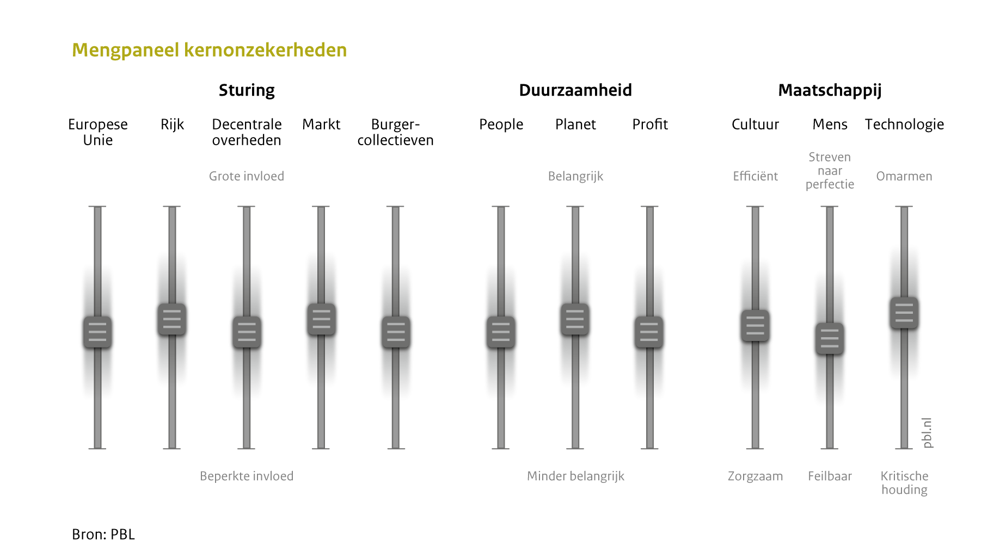 Mengpaneel kernonzekerheden
Sturing
Europese
Unie
Rijk
Decentrale
overheden
Markt
Burger-
collectieven
Grote invloed
Beperkte invloed
Duurzaamheid
People
Planet
Profit
Belangrijk
Minder belangrijk
Maatschappij
Cultuur
Mens
Technologie
Efficiënt
Streven
naar
perfectie
Omarmen
Zorgzaam
Feilbaar
Kritische
houding
pbl.nl
Bron: PBL